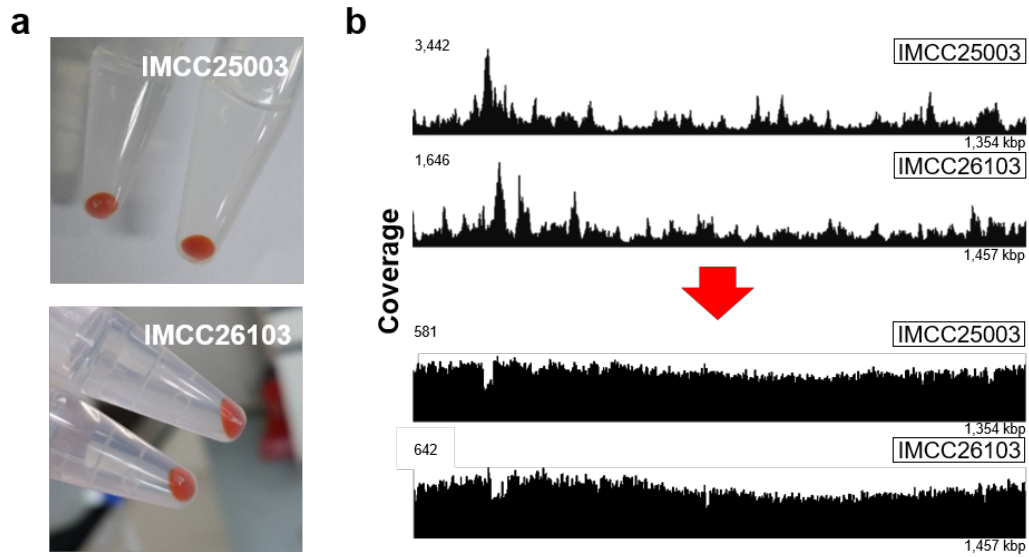 a
IMCC25003
IMCC26103
b
Coverage
3,442
IMCC25003
1,354 kbp
1,646
IMCC26103
1,457 kbp
581
IMCC25003
1,354 kbp
642
IMCC26103
1,457 kbp